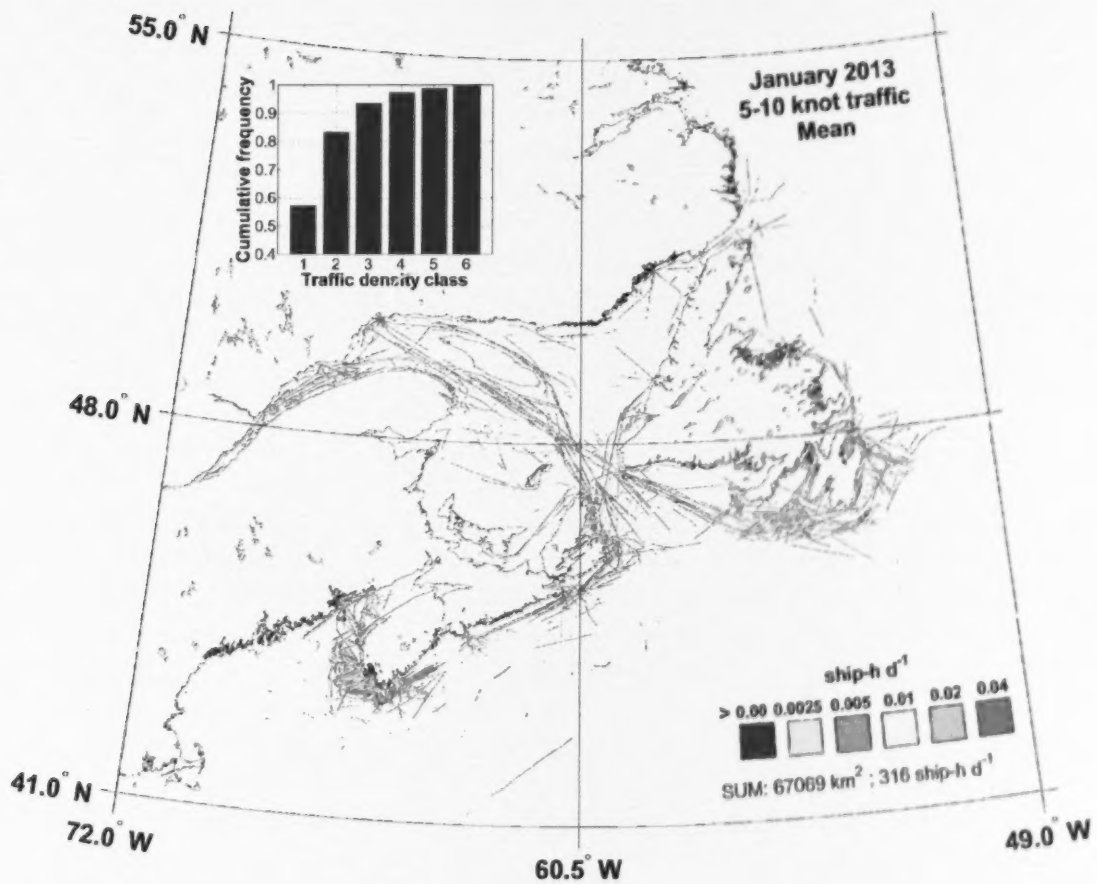 55.0° N
January 2013
5-10 knot traffic
Mean
Cumulative frequency
1
0.9
0.8
0.7
0.6
0.5
0.4
1 2 3 4 5 6
Traffic density class
48.0° N
ship-h d⁻¹
> 0.00 0.0025 0.005 0.01 0.02 0.04
SUM: 67069 km² ; 316 ship-h d⁻¹
41.0° N
72.0° W
60.5° W
49.0° W